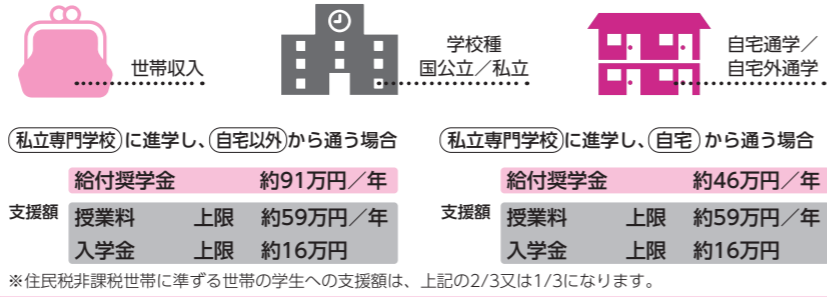 世帯収入
学校種
国公立／私立
自宅通学／
自宅外通学
私立専門学校に進学し、自宅以外から通う場合
支援額
給付奨学金 約91万円／年
授業料 上限 約59万円／年
入学金 上限 約16万円
私立専門学校に進学し、自宅から通う場合
支援額
給付奨学金 約46万円／年
授業料 上限 約59万円／年
入学金 上限 約16万円
※住民税非課税世帯に準ずる世帯の学生への支援額は、上記の2/3又は1/3になります。